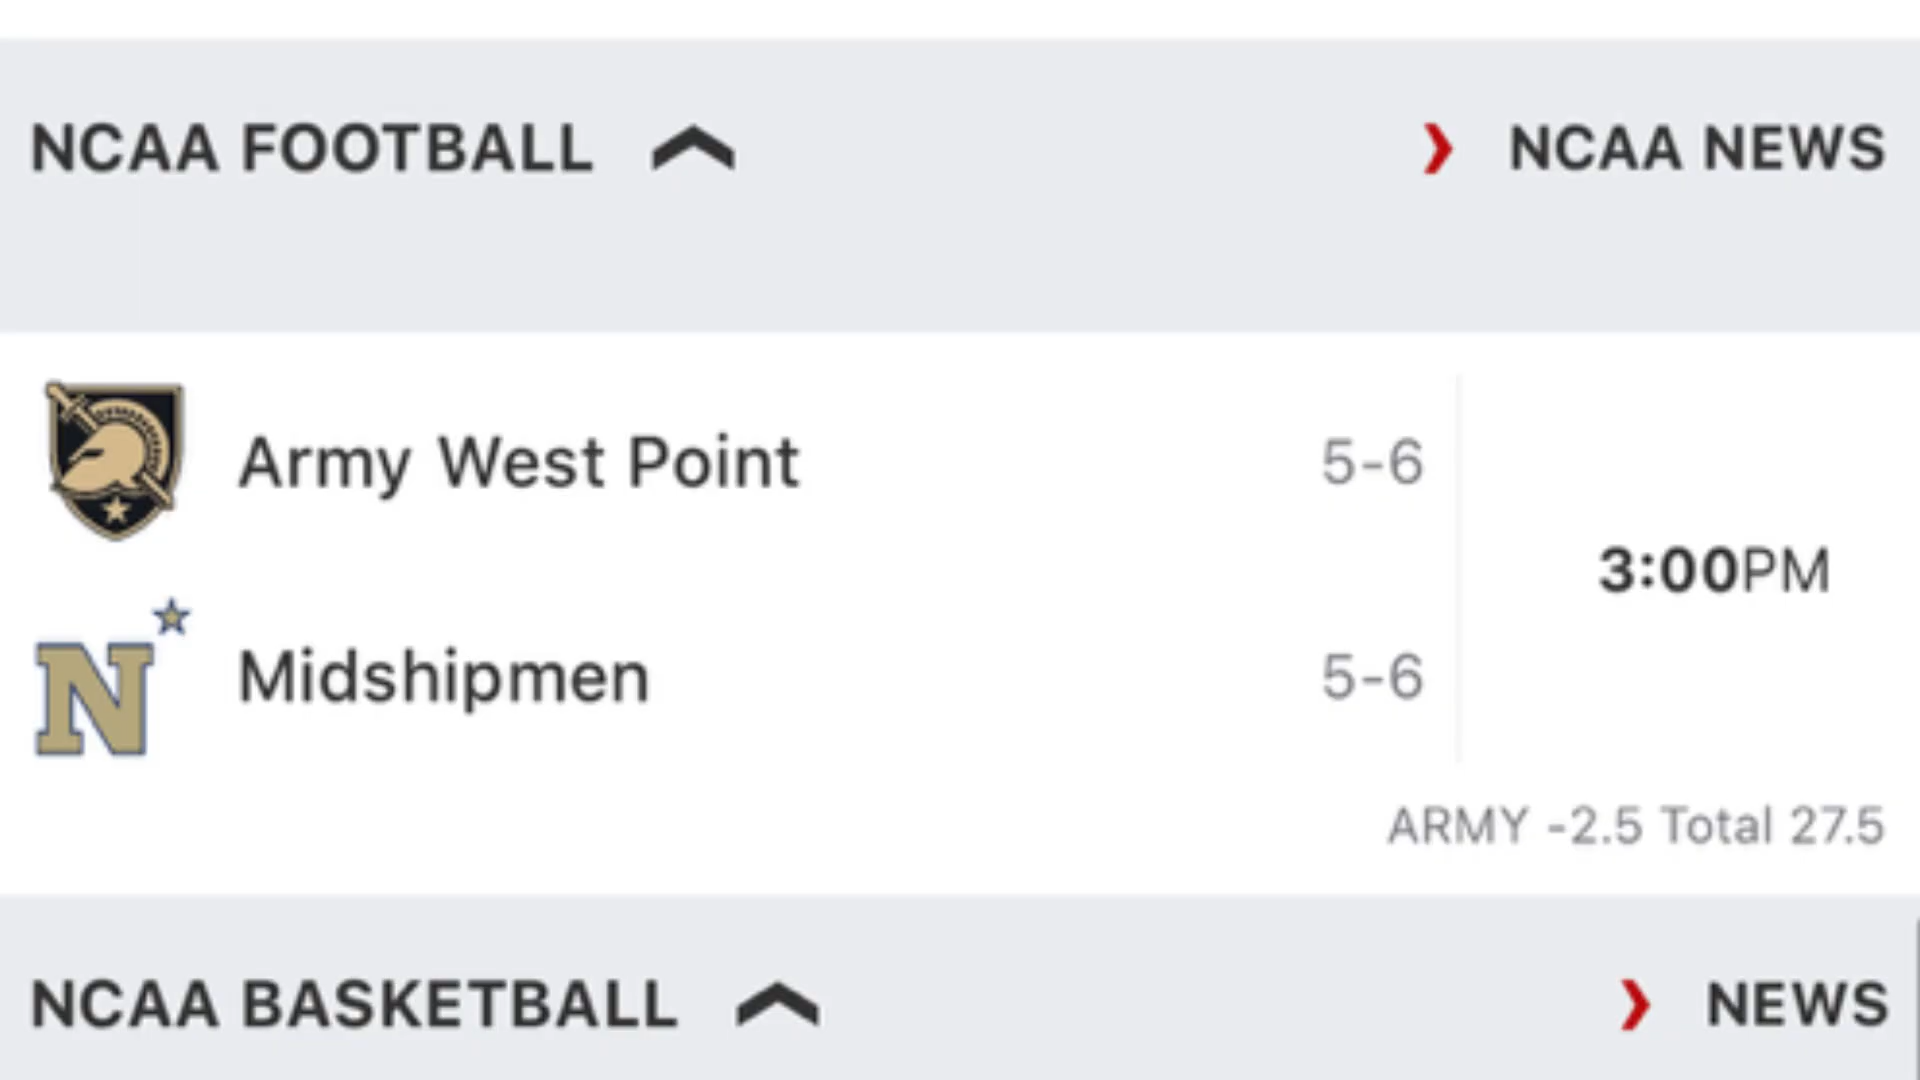 NCAA FOOTBALL NCAA NEWS
Army West Point 5-6
3:00PM
N Midshipmen 5-6
ARMY -2.5 Total 27.5
NCAA BASKETBALL NEWS